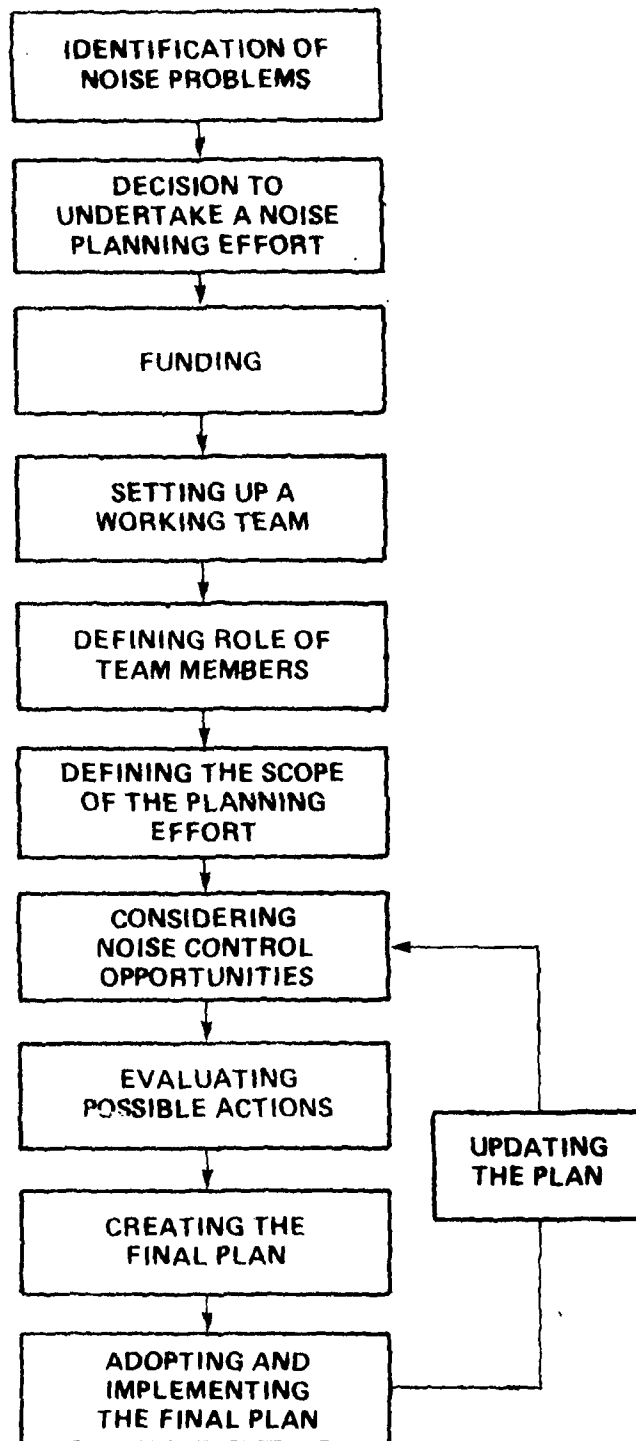 IDENTIFICATION OF
NOISE PROBLEMS
DECISION TO
UNDERTAKE A NOISE
PLANNING EFFORT
FUNDING
SETTING UP A
WORKING TEAM
DEFINING ROLE OF
TEAM MEMBERS
DEFINING THE SCOPE
OF THE PLANNING
EFFORT
CONSIDERING
NOISE CONTROL
OPPORTUNITIES
EVALUATING
POSSIBLE ACTIONS
UPDATING
THE PLAN
CREATING THE
FINAL PLAN
ADOPTING AND
IMPLEMENTING
THE FINAL PLAN